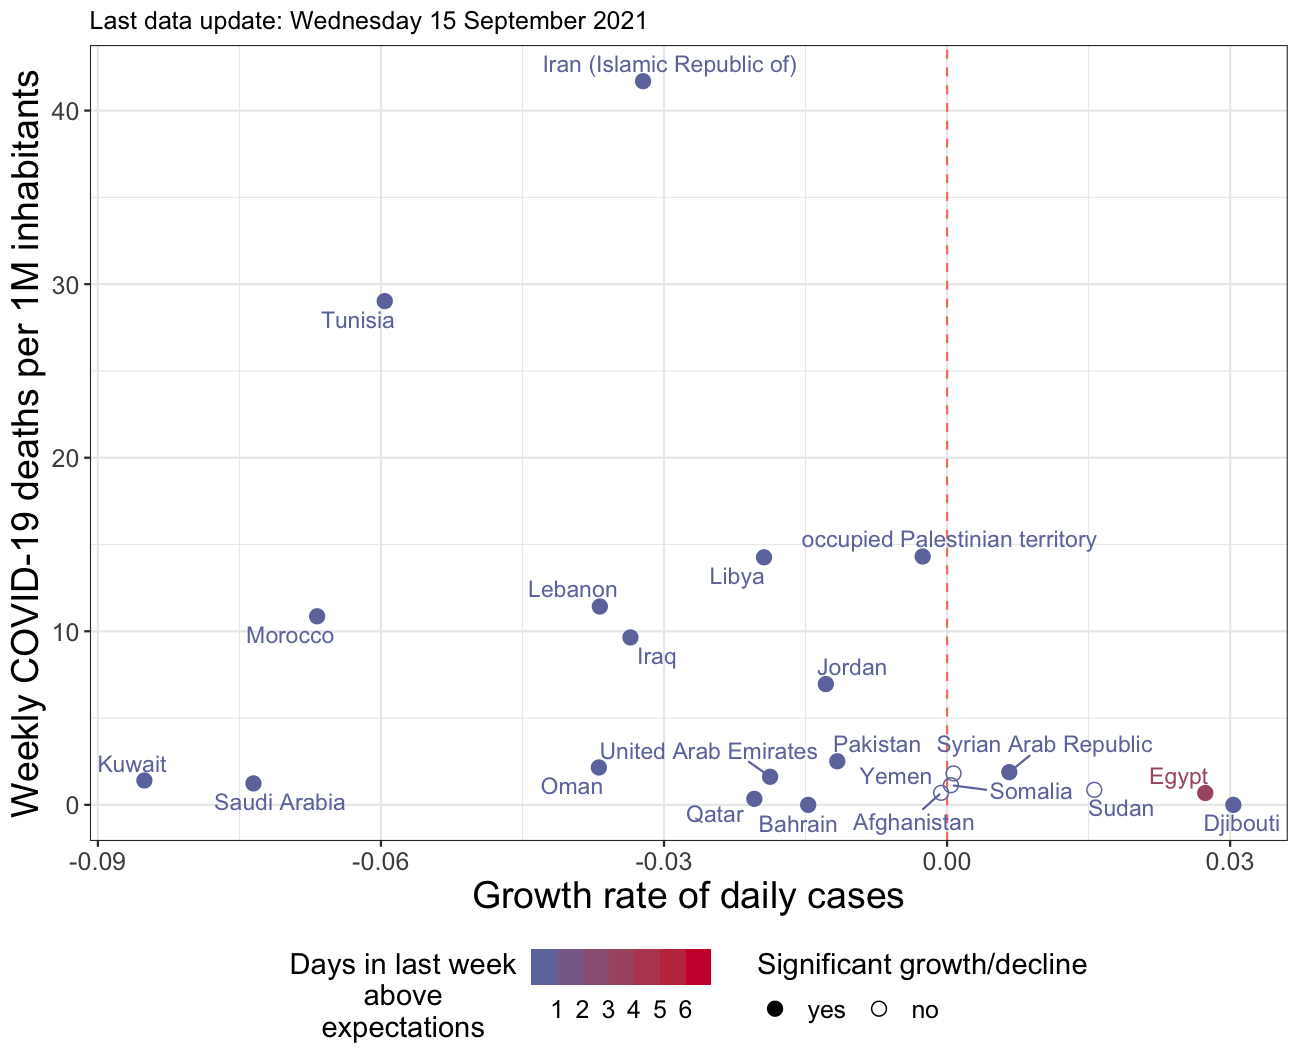 Last data update: Wednesday 15 September 2021
Weekly COVID-19 deaths per 1M inhabitants
40
30
20
10
0
Iran (Islamic Republic of)
Tunisia
occupied Palestinian territory
Libya
Lebanon
Morocco
Iraq
Jordan
Pakistan
Syrian Arab Republic
United Arab Emirates
Kuwait
Yemen
Egypt
Oman
Somalia
Saudi Arabia
Sudan
Qatar
Bahrain
Afghanistan
Djibouti
-0.09
-0.06
-0.03
0.00
0.03
Growth rate of daily cases
Days in last week
above
expectations
1 2 3 4 5 6
Significant growth/decline
yes
no